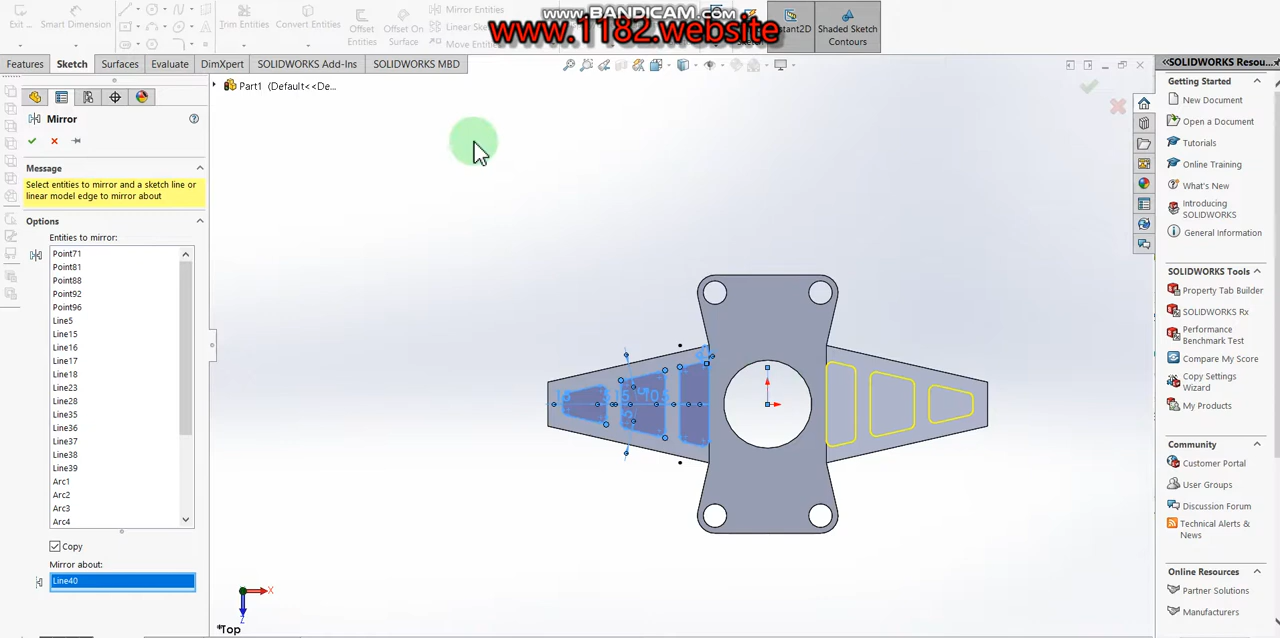 www.BANDICAM.com
www.1182.website
Exit ...
Smart Dimension
Trim Entities
Convert Entities
Offset Entities
Offset On Surface
Mirror Entities
Linear Sk
Move Entities
stant2D
Shaded Sketch Contours
Features
Sketch
Surfaces
Evaluate
DimXpert
SOLIDWORKS Add-Ins
SOLIDWORKS MBD
Part1 (Default<<De...
Mirror
Message
Select entities to mirror and a sketch line or
linear model edge to mirror about
Options
Entities to mirror:
Point71
Point81
Point88
Point92
Point96
Line5
Line15
Line16
Line17
Line18
Line23
Line28
Line35
Line36
Line37
Line38
Line39
Arc1
Arc2
Arc3
Arc4
Copy
Mirror about:
Line40
15
15
10.5
X
Z
*Top
SOLIDWORKS Resou...
Getting Started
New Document
Open a Document
Tutorials
Online Training
What's New
Introducing
SOLIDWORKS
General Information
SOLIDWORKS Tools
Property Tab Builder
SOLIDWORKS Rx
Performance
Benchmark Test
Compare My Score
Copy Settings
Wizard
My Products
Community
Customer Portal
User Groups
Discussion Forum
Technical Alerts &
News
Online Resources
Partner Solutions
Manufacturers